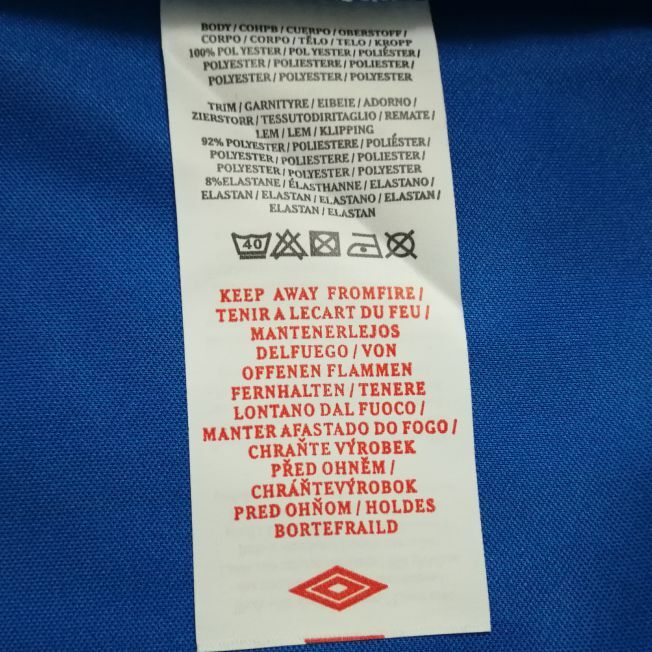 BODY / COHPB / CUERPO / OBERSTOFF /
CORPO / CORPO / TĚLO / TELO / KROPP
100% POLYESTER / POLYESTER / POLIÉSTER /
POLYESTER / POLIESTERE / POLIESTER /
POLYESTER / POLYESTER / POLYESTER
TRIM / GARNITYRE / EIBEIE / ADORNO /
ZIERSTORR / TESSUTODIRITAGLIO / REMATE /
LEM / LEM / KLIPPING
92% POLYESTER / POLIESTERE / POLIÉSTER /
POLYESTER / POLIESTERE / POLIESTER /
POLYESTER / POLYESTER / POLYESTER
8%ELASTANE / ÉLASTHANNE / ELASTANO /
ELASTAN / ELASTAN / ELASTANO / ELASTAN /
ELASTAN / ELASTAN
40
KEEP AWAY FROMFIRE /
TENIR A LECART DU FEU /
MANTENERLEJOS
DELFUEGO / VON
OFFENEN FLAMMEN
FERNHALTEN / TENERE
LONTANO DAL FUOCO /
MANTER AFASTADO DO FOGO /
CHRAŇTE VÝROBEK
PŘED OHNĚM /
CHRÁŇTEVÝROBOK
PRED OHŇOM / HOLDES
BORTEFRAILD